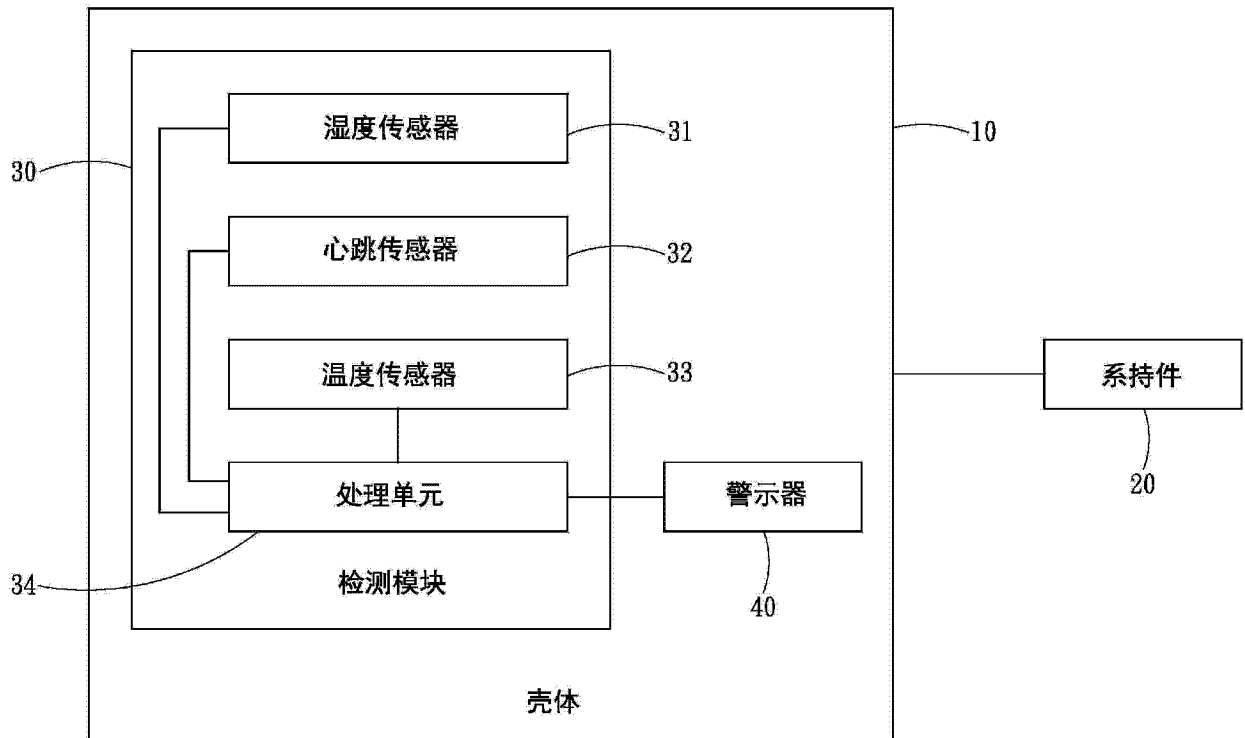 湿度传感器
31
10
30
心跳传感器
32
温度传感器
33
系持件
20
处理单元
警示器
34
检测模块
40
壳体